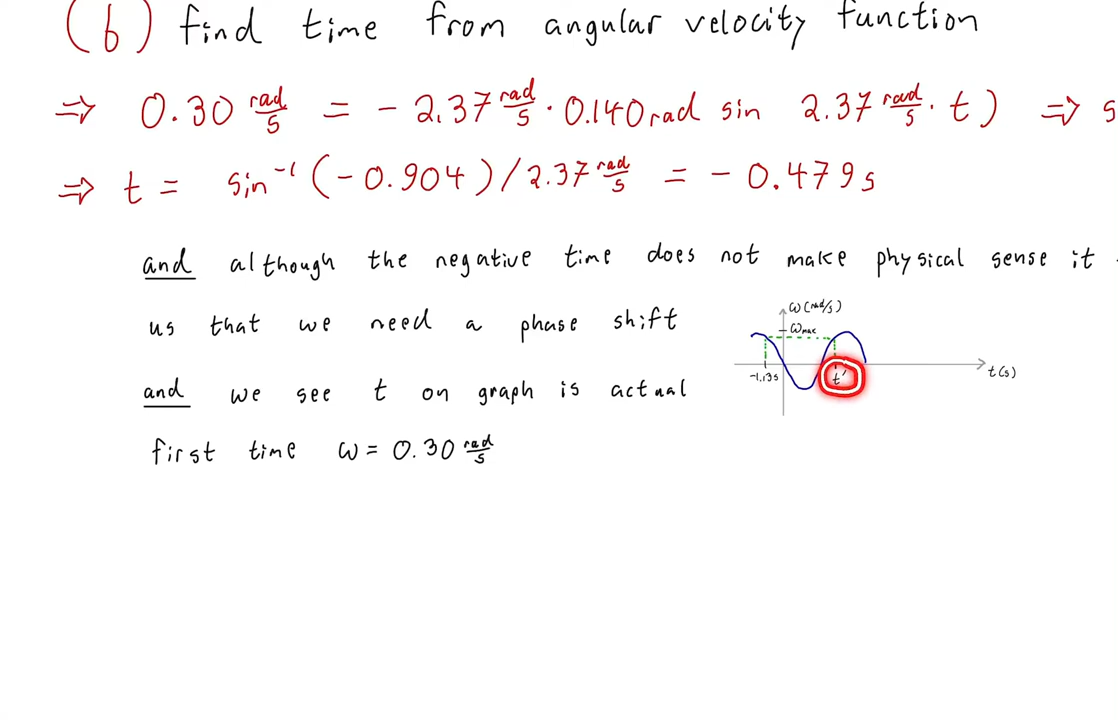 (b) find time from angular velocity function
⇒ 0.30 rad/s = - 2.37 rad/s · 0.140 rad sin 2.37 rad/s · t) ⇒ s
⇒ t = sin⁻¹ (-0.904) / 2.37 rad/s = - 0.479 s
and although the negative time does not make physical sense it
us that we need a phase shift
and we see t on graph is actual
first time ω = 0.30 rad/s
ω (rad/s)
ωmax
-1.13s
t'
t(s)